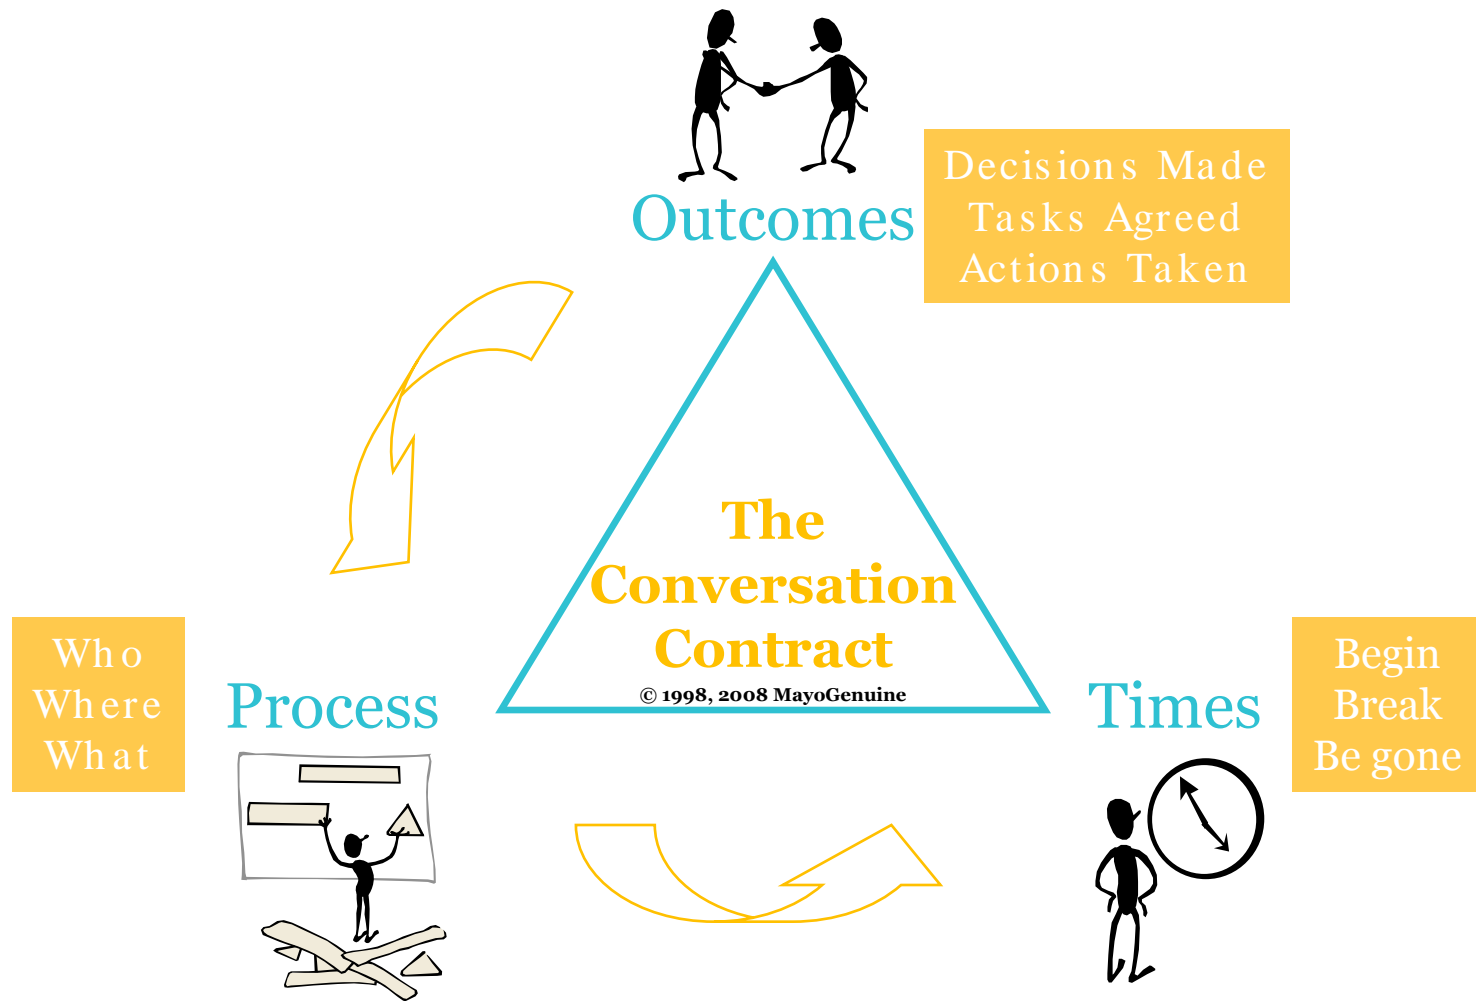 Outcomes
Decisions Made
Tasks Agreed
Actions Taken
The
Conversation
Contract
© 1998, 2008 MayoGenuine
Who
Where
What
Process
Times
Begin
Break
Be gone